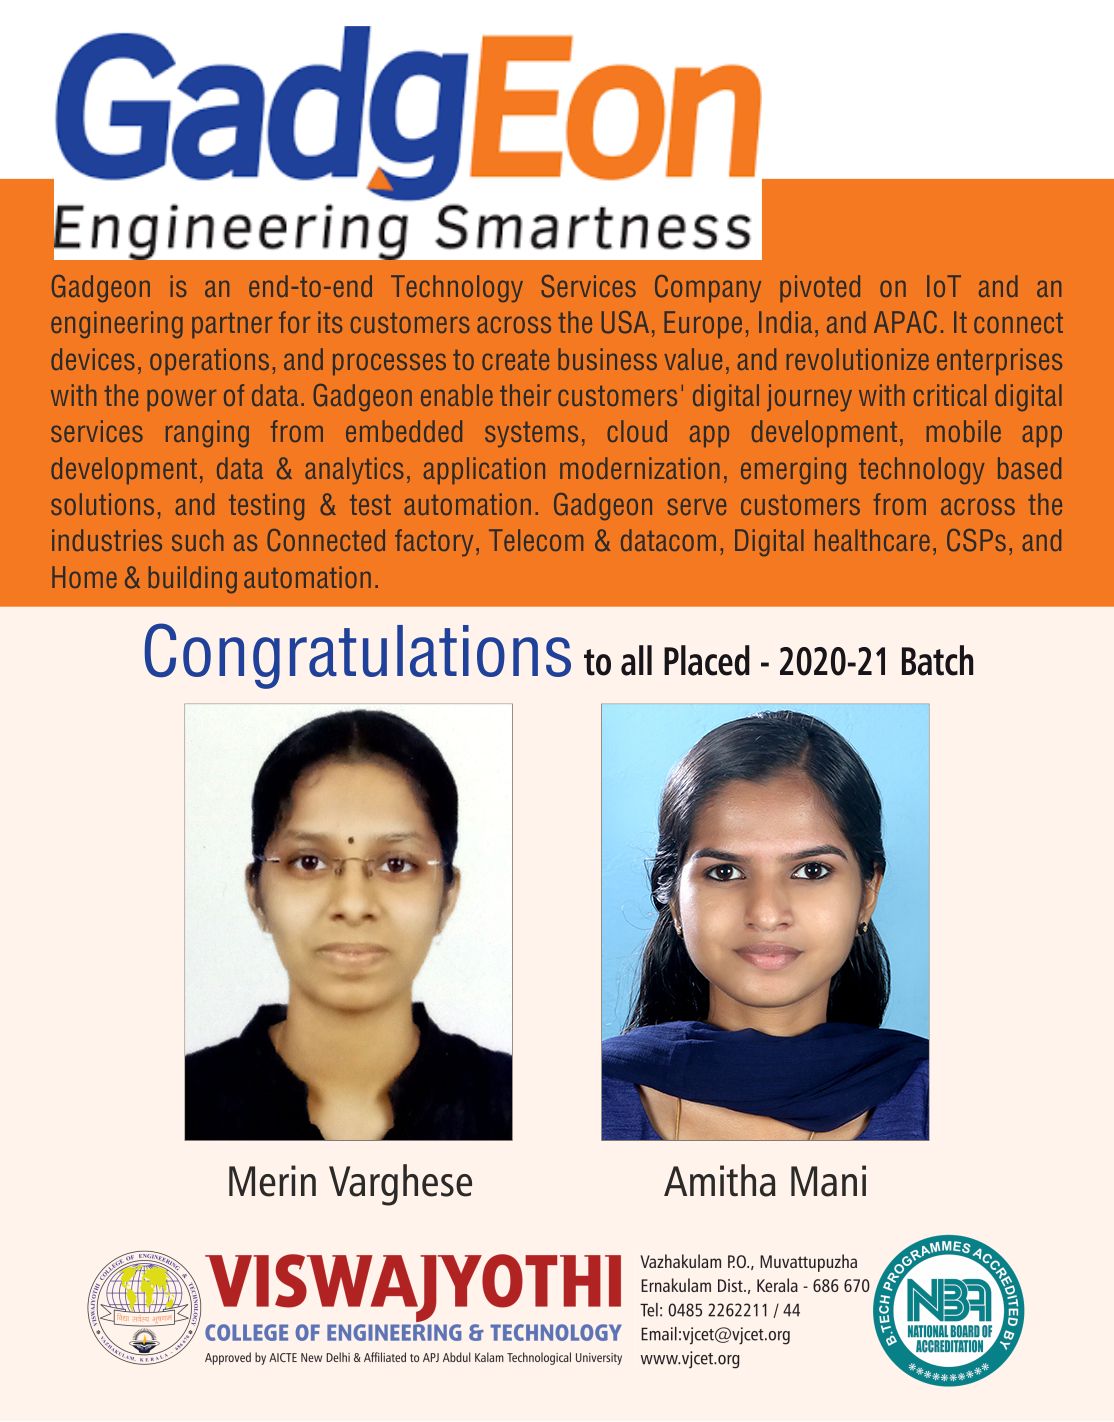 GadgEon
Engineering Smartness
Gadgeon is an end-to-end Technology Services Company pivoted on IoT and an
engineering partner for its customers across the USA, Europe, India, and APAC. It connect
devices, operations, and processes to create business value, and revolutionize enterprises
with the power of data. Gadgeon enable their customers' digital journey with critical digital
services ranging from embedded systems, cloud app development, mobile app
development, data & analytics, application modernization, emerging technology based
solutions, and testing & test automation. Gadgeon serve customers from across the
industries such as Connected factory, Telecom & datacom, Digital healthcare, CSPs, and
Home & building automation.
Congratulations to all Placed - 2020-21 Batch
Merin Varghese
Amitha Mani
VISWAJYOTHI COLLEGE OF ENGINEERING & TECHNOLOGY
VAZHAKULAM, KERALA
VISWAJYOTHI
COLLEGE OF ENGINEERING & TECHNOLOGY
Approved by AICTE New Delhi & Affiliated to APJ Abdul Kalam Technological University
Vazhakulam P.O., Muvattupuzha
Ernakulam Dist., Kerala - 686 670
Tel: 0485 2262211 / 44
Email:vjcet@vjcet.org
www.vjcet.org
B.TECH PROGRAMMES ACCREDITED BY
NBA
NATIONAL BOARD OF
ACCREDITATION